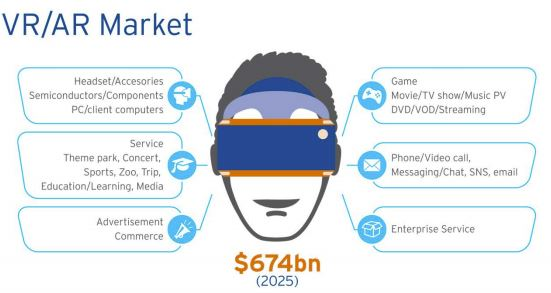 VR/AR Market
Headset/Accesories
Semiconductors/Components
PC/client computers
Service
Theme park, Concert,
Sports, Zoo, Trip,
Education/Learning, Media
Advertisement
Commerce
Game
Movie/TV show/Music PV
DVD/VOD/Streaming
Phone/Video call,
Messaging/Chat, SNS, email
Enterprise Service
$674bn
(2025)